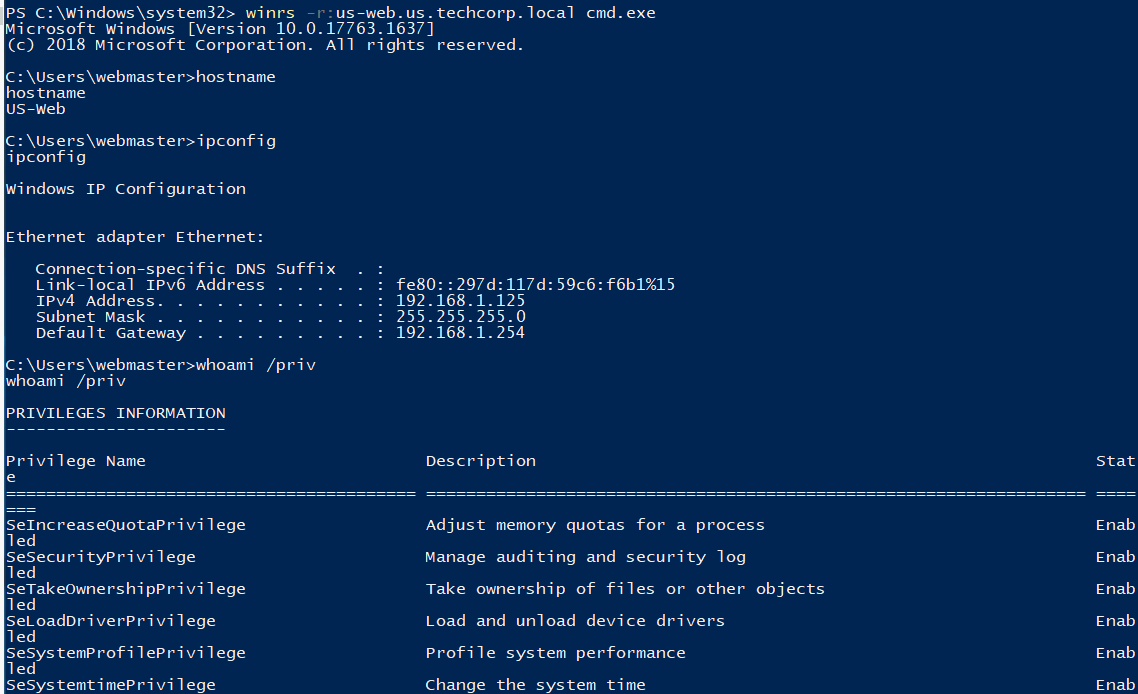 PS C:\Windows\system32> winrs -r:us-web.us.techcorp.local cmd.exe
Microsoft Windows [Version 10.0.17763.1637]
(c) 2018 Microsoft Corporation. All rights reserved.

C:\Users\webmaster>hostname
hostname
US-Web

C:\Users\webmaster>ipconfig
ipconfig

Windows IP Configuration


Ethernet adapter Ethernet:

   Connection-specific DNS Suffix  . :
   Link-local IPv6 Address . . . . . : fe80::297d:117d:59c6:f6b1%15
   IPv4 Address. . . . . . . . . . . : 192.168.1.125
   Subnet Mask . . . . . . . . . . . : 255.255.255.0
   Default Gateway . . . . . . . . . : 192.168.1.254

C:\Users\webmaster>whoami /priv
whoami /priv

PRIVILEGES INFORMATION
----------------------

Privilege Name                            Description                                                        Stat
e
========================================= ================================================================== ====
===
SeIncreaseQuotaPrivilege                  Adjust memory quotas for a process                                 Enab
led
SeSecurityPrivilege                       Manage auditing and security log                                   Enab
led
SeTakeOwnershipPrivilege                  Take ownership of files or other objects                           Enab
led
SeLoadDriverPrivilege                     Load and unload device drivers                                     Enab
led
SeSystemProfilePrivilege                  Profile system performance                                         Enab
led
SeSystemtimePrivilege                     Change the system time                                             Enab